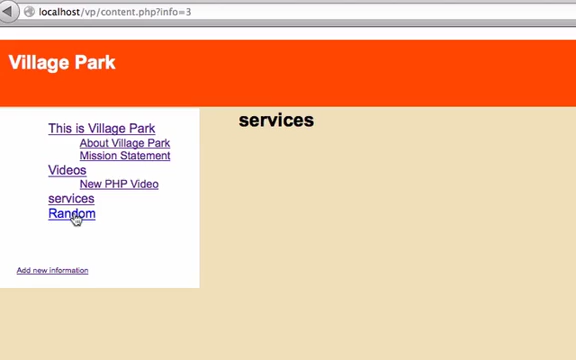 localhost/vp/content.php?info=3
Village Park
services
This is Village Park
About Village Park
Mission Statement
Videos
New PHP Video
services
Random
Add new information